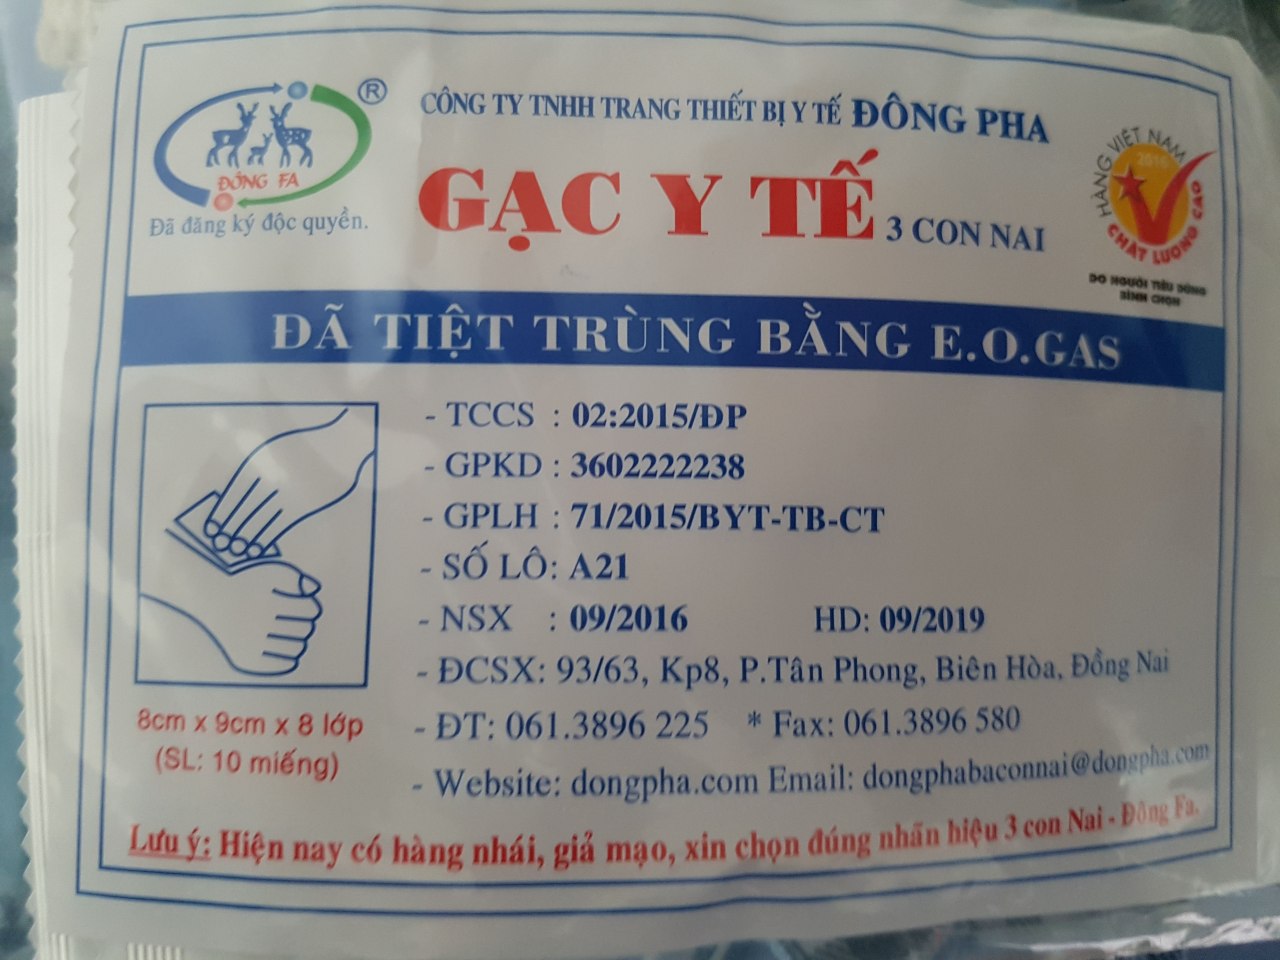 ®
ĐÔNG FA
Đã đăng ký độc quyền.
CÔNG TY TNHH TRANG THIẾT BỊ Y TẾ ĐÔNG PHA
GẠC Y TẾ 3 CON NAI
HÀNG VIỆT NAM
2016
CHẤT LƯỢNG CAO
DO NGƯỜI TIÊU DÙNG
BÌNH CHỌN
ĐÃ TIỆT TRÙNG BẰNG E.O.GAS
- TCCS : 02:2015/ĐP
- GPKD : 3602222238
- GPLH : 71/2015/BYT-TB-CT
- SỐ LÔ: A21
- NSX : 09/2016 HD: 09/2019
- ĐCSX: 93/63, Kp8, P.Tân Phong, Biên Hòa, Đồng Nai
- ĐT: 061.3896 225 * Fax: 061.3896 580
- Website: dongpha.com Email: dongphabaconnai@dongpha.com
8cm x 9cm x 8 lớp
(SL: 10 miếng)
Lưu ý: Hiện nay có hàng nhái, giả mạo, xin chọn đúng nhãn hiệu 3 con Nai - Đông Fa.